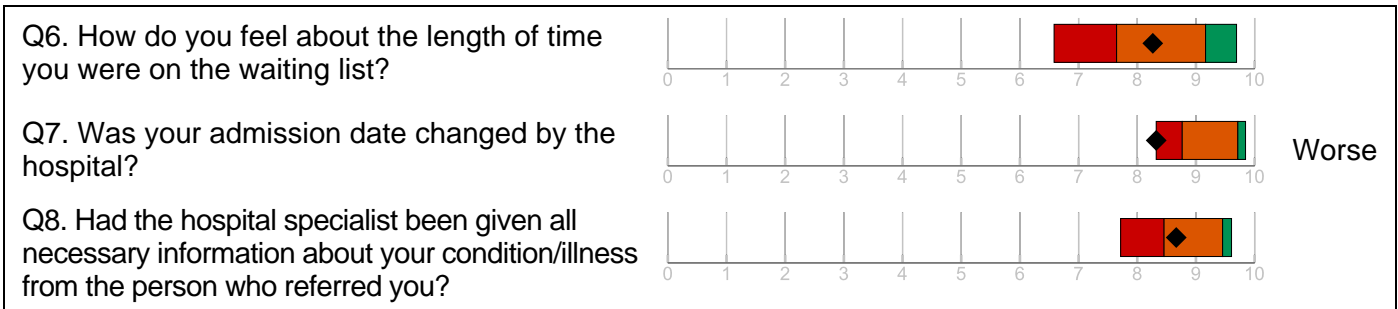 Q6. How do you feel about the length of time
you were on the waiting list?
0 1 2 3 4 5 6 7 8 9 10
Q7. Was your admission date changed by the
hospital?
0 1 2 3 4 5 6 7 8 9 10
Worse
Q8. Had the hospital specialist been given all
necessary information about your condition/illness
from the person who referred you?
0 1 2 3 4 5 6 7 8 9 10